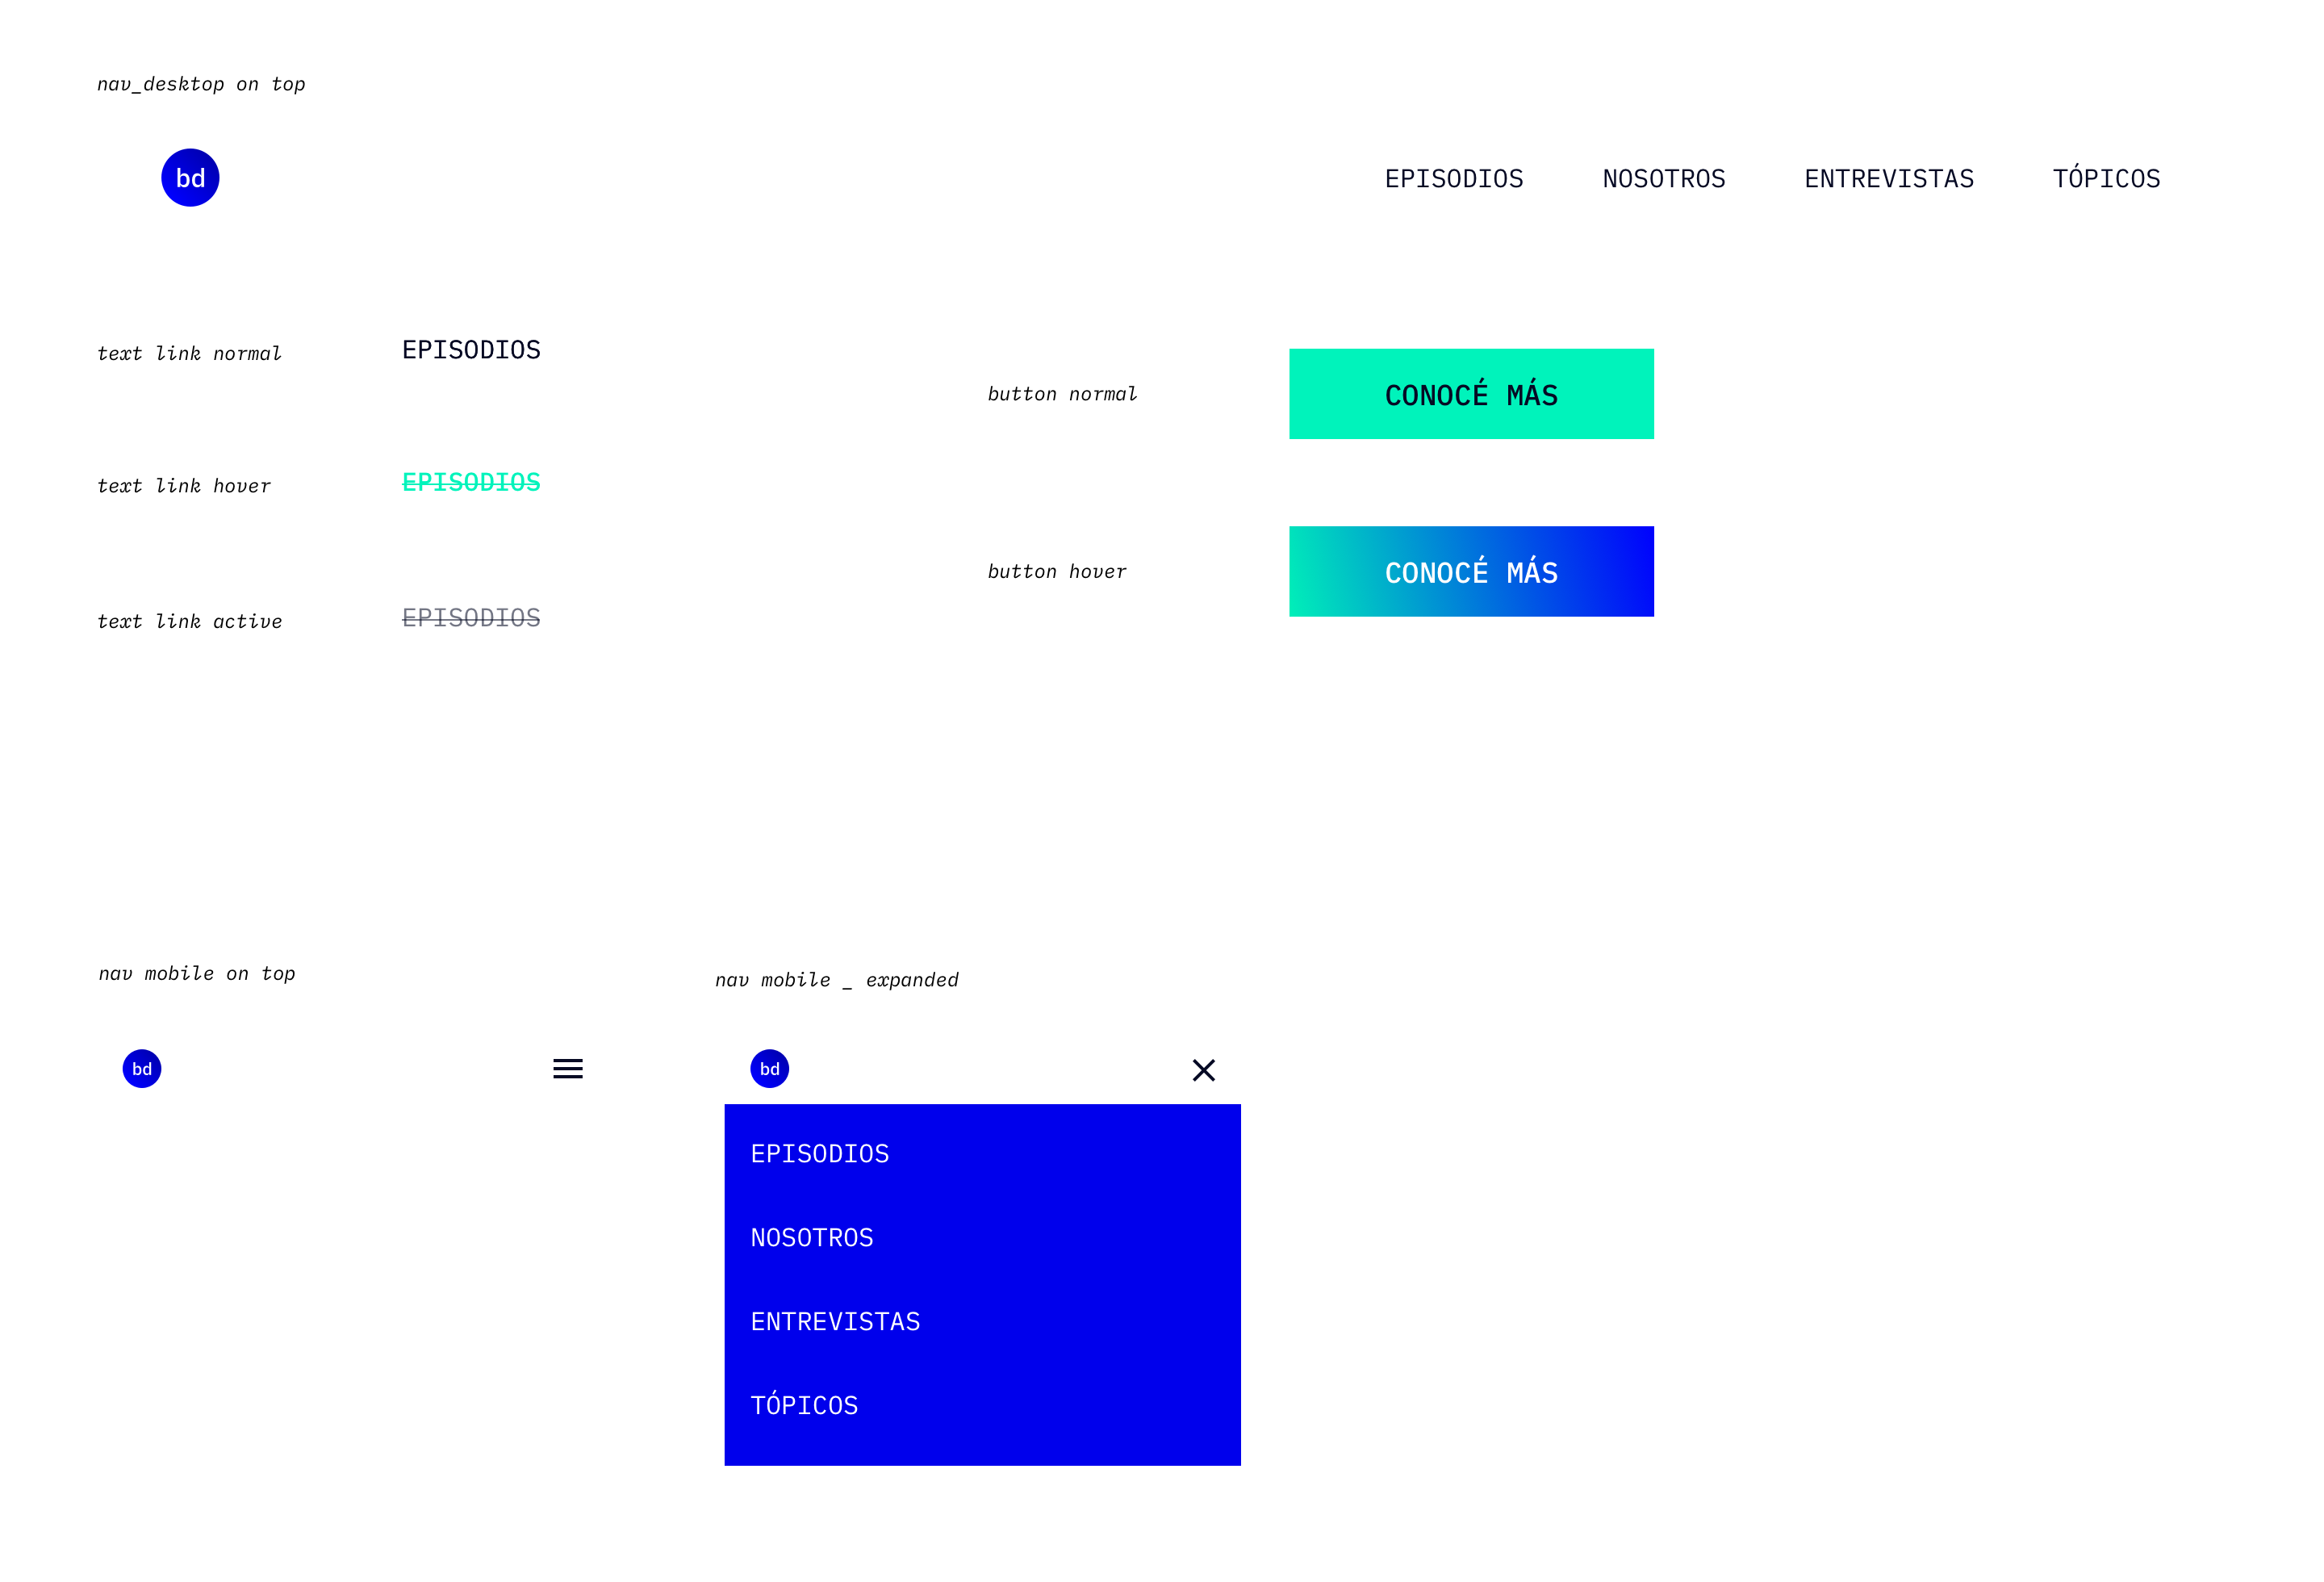 nav_desktop on top
bd
EPISODIOS NOSOTROS ENTREVISTAS TÓPICOS
text link normal
EPISODIOS
text link hover
EPISODIOS
text link active
EPISODIOS
button normal
CONOCÉ MÁS
button hover
CONOCÉ MÁS
nav mobile on top
bd
nav mobile _ expanded
bd
EPISODIOS
NOSOTROS
ENTREVISTAS
TÓPICOS